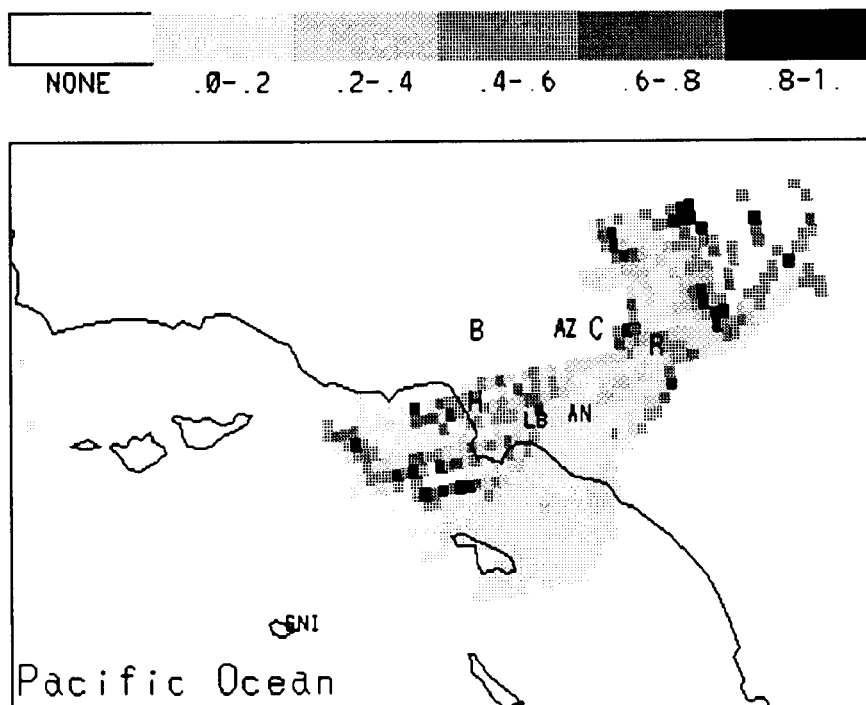 NONE .0-.2 .2-.4 .4-.6 .6-.8 .8-1.
B AZ C R
H
LB AN
SNI
Pacific Ocean